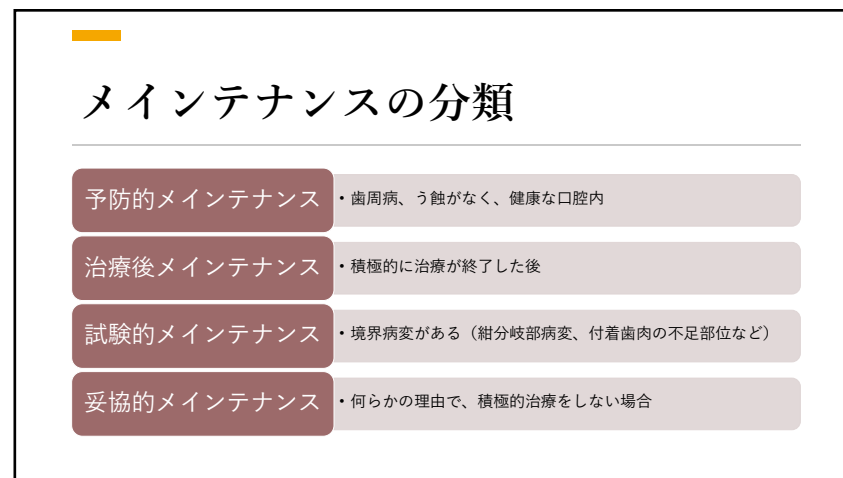 メインテナンスの分類
予防的メインテナンス
・歯周病、う蝕がなく、健康な口腔内
治療後メインテナンス
・積極的に治療が終了した後
試験的メインテナンス
・境界病変がある（紺分岐部病変、付着歯肉の不足部位など）
妥協的メインテナンス
・何らかの理由で、積極的治療をしない場合